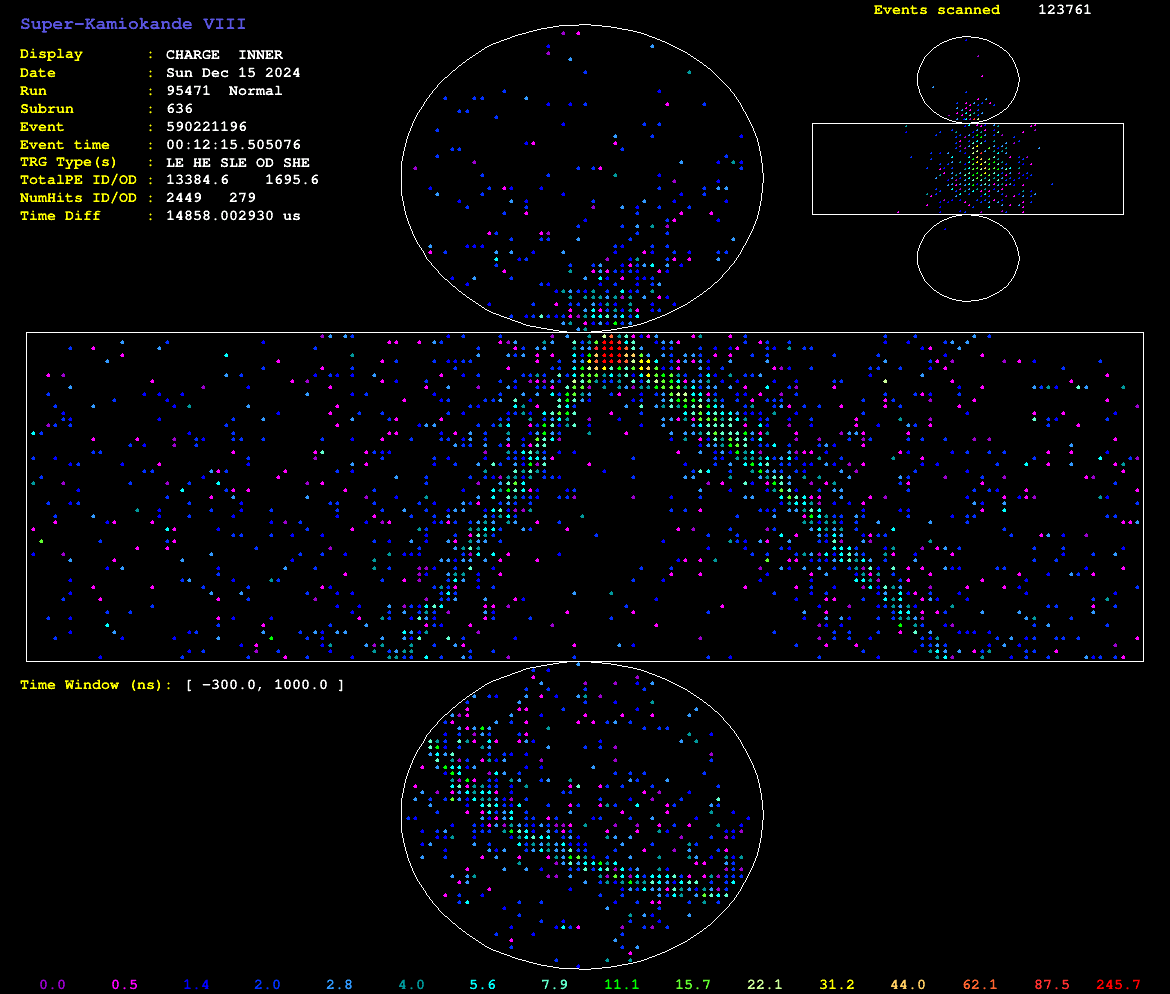 Super-Kamiokande VIII
Events scanned 123761
Display : CHARGE INNER
Date : Sun Dec 15 2024
Run : 95471 Normal
Subrun : 636
Event : 590221196
Event time : 00:12:15.505076
TRG Type(s) : LE HE SLE OD SHE
TotalPE ID/OD : 13384.6 1695.6
NumHits ID/OD : 2449 279
Time Diff : 14858.002930 us
Time Window (ns): [ −300.0, 1000.0 ]
0.0 0.5 1.4 2.0 2.8 4.0 5.6 7.9 11.1 15.7 22.1 31.2 44.0 62.1 87.5 245.7